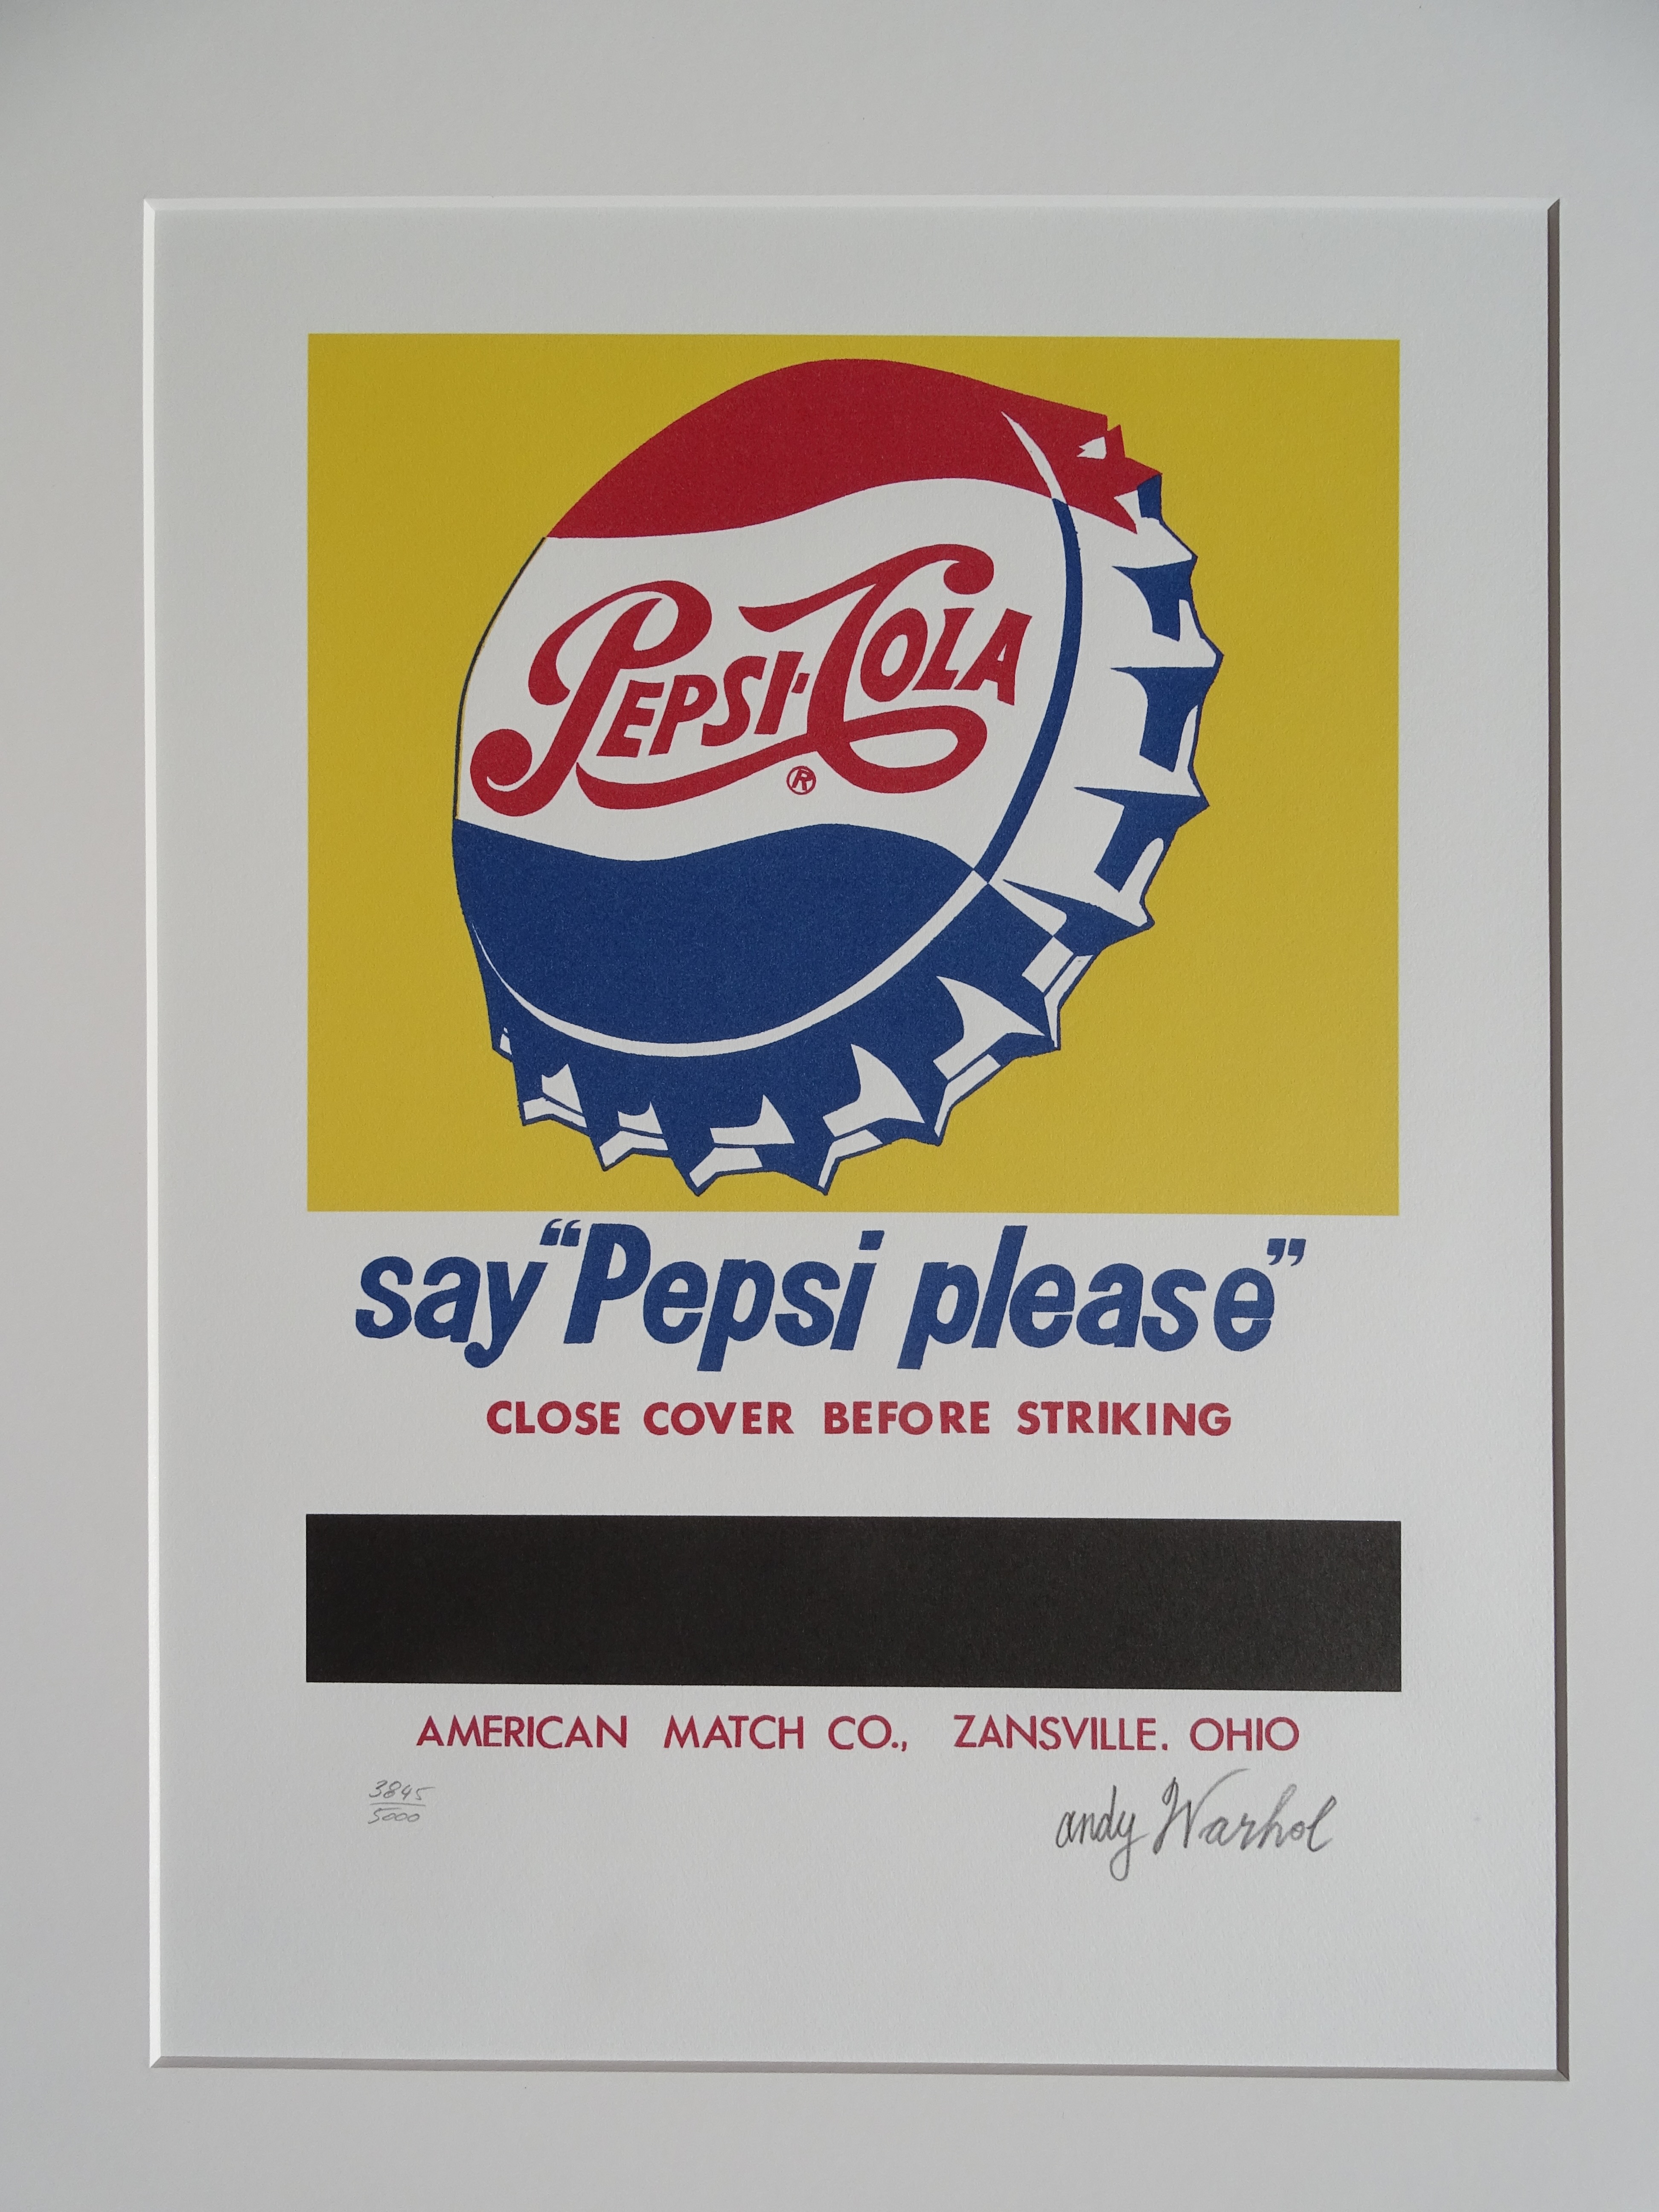 PEPSI-COLA
®
say “Pepsi please”
CLOSE COVER BEFORE STRIKING
AMERICAN MATCH CO., ZANSVILLE. OHIO
3845
5000
andy Warhol